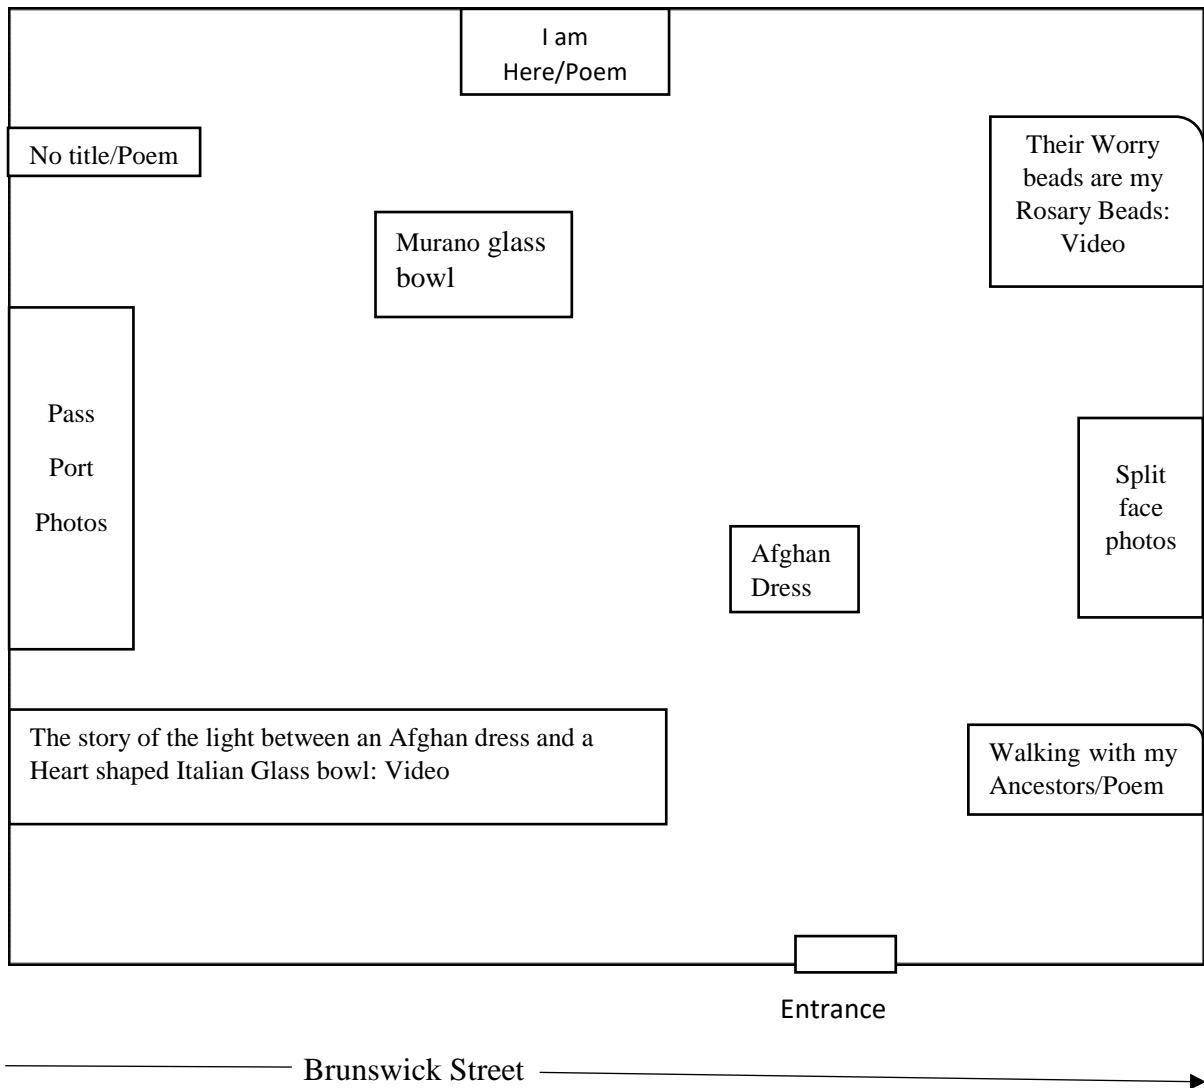 I am
Here/Poem
No title/Poem
Their Worry
beads are my
Rosary Beads:
Video
Murano glass
bowl
Pass
Port
Photos
Split
face
photos
Afghan
Dress
The story of the light between an Afghan dress and a
Heart shaped Italian Glass bowl: Video
Walking with my
Ancestors/Poem
Entrance
Brunswick Street